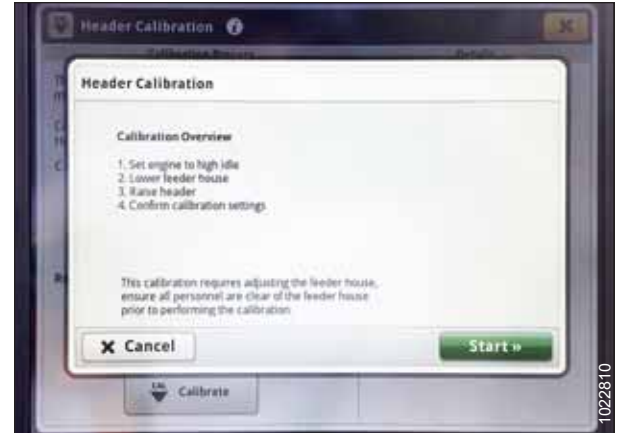 Header Calibration
Details
Header Calibration
Calibration Overview
1. Set engine to high idle
2. Lower feeder house
3. Raise header
4. Confirm calibration settings
This calibration requires adjusting the feeder house,
ensure all personnel are clear of the feeder house
prior to performing the calibration
Cancel
Start
CAL
Calibrate
1022810